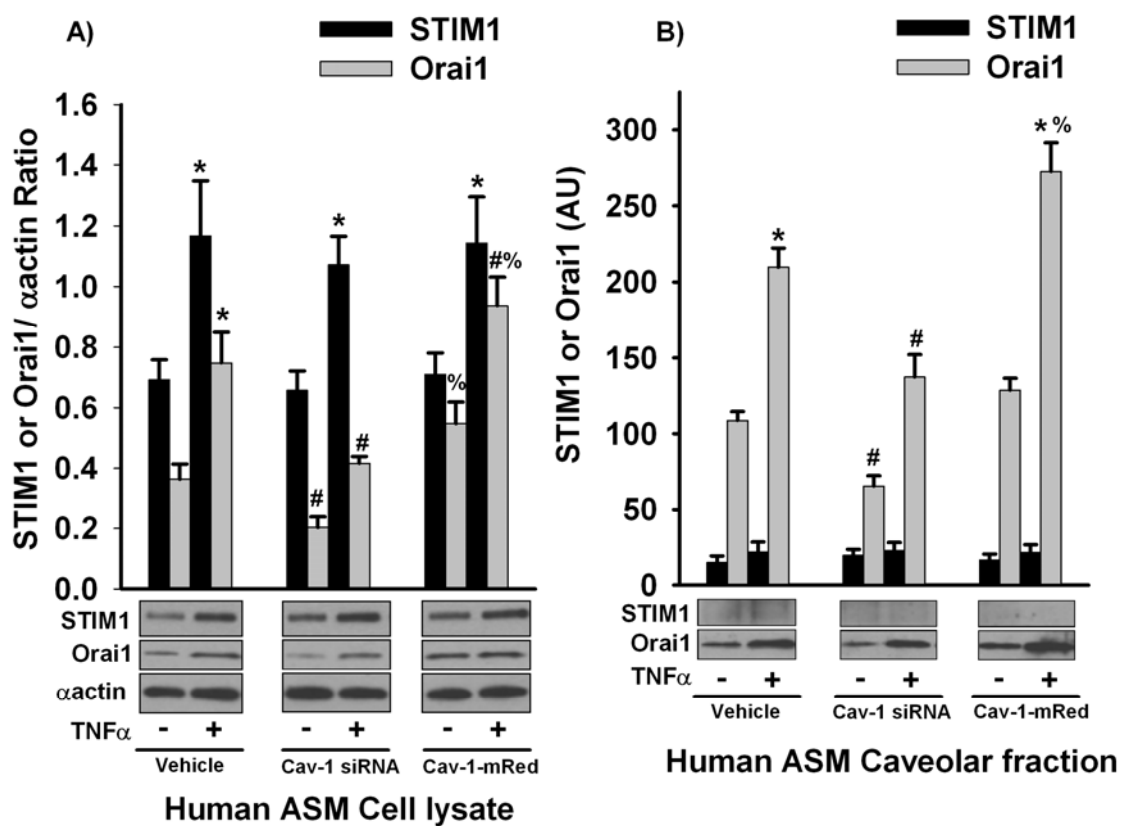 A)
STIM1
Orai1
STIM1 or Orai1/ αactin Ratio
1.6
1.4
1.2
1.0
0.8
0.6
0.4
0.2
0.0
*
*
#
*
#
%
*
#%
STIM1
Orai1
αactin
TNFα
- + - + - +
Vehicle Cav-1 siRNA Cav-1-mRed
Human ASM Cell lysate
B)
STIM1
Orai1
STIM1 or Orai1 (AU)
300
250
200
150
100
50
0
*
#
#
* %
STIM1
Orai1
TNFα
- + - + - +
Vehicle Cav-1 siRNA Cav-1-mRed
Human ASM Caveolar fraction